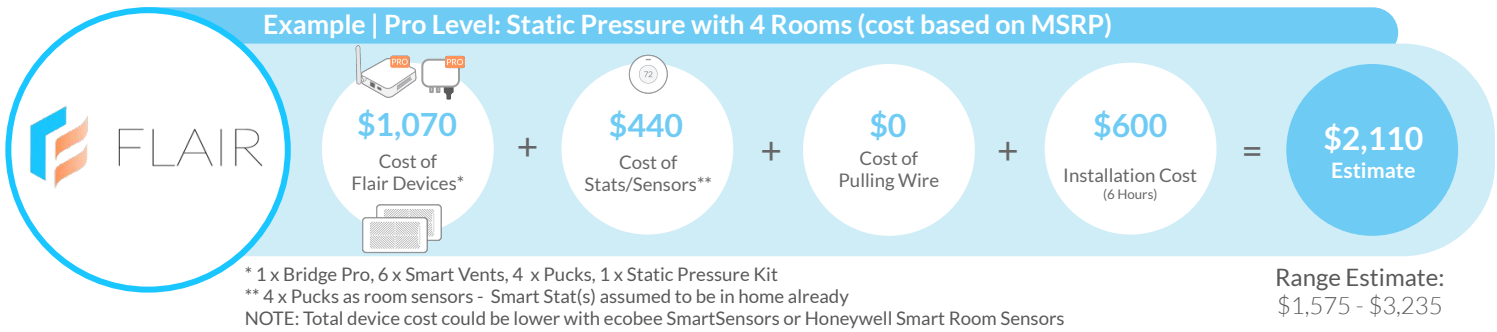 Example | Pro Level: Static Pressure with 4 Rooms (cost based on MSRP)
FLAIR
PRO
PRO
$1,070
Cost of
Flair Devices*
+
72
$440
Cost of
Stats/Sensors**
+
$0
Cost of
Pulling Wire
+
$600
Installation Cost
(6 Hours)
=
$2,110
Estimate
* 1 x Bridge Pro, 6 x Smart Vents, 4 x Pucks, 1 x Static Pressure Kit
** 4 x Pucks as room sensors - Smart Stat(s) assumed to be in home already
NOTE: Total device cost could be lower with ecobee SmartSensors or Honeywell Smart Room Sensors
Range Estimate:
$1,575 - $3,235